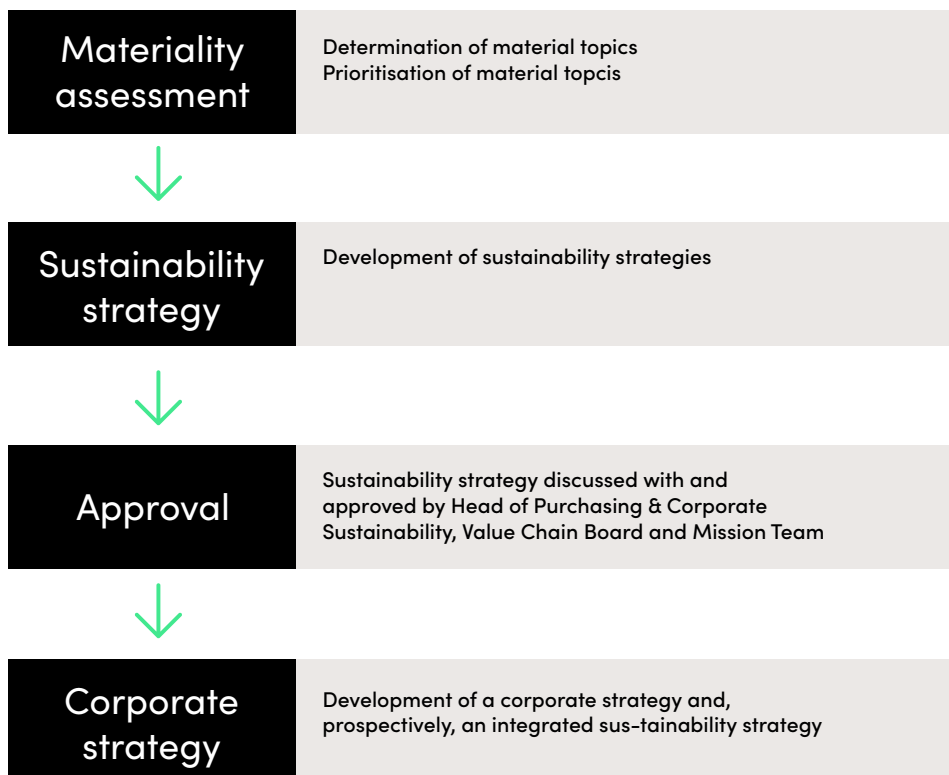 Materiality
assessment
Determination of material topics
Prioritisation of material topcis
Sustainability
strategy
Development of sustainability strategies
Approval
Sustainability strategy discussed with and
approved by Head of Purchasing & Corporate
Sustainability, Value Chain Board and Mission Team
Corporate
strategy
Development of a corporate strategy and,
prospectively, an integrated sus-tainability strategy